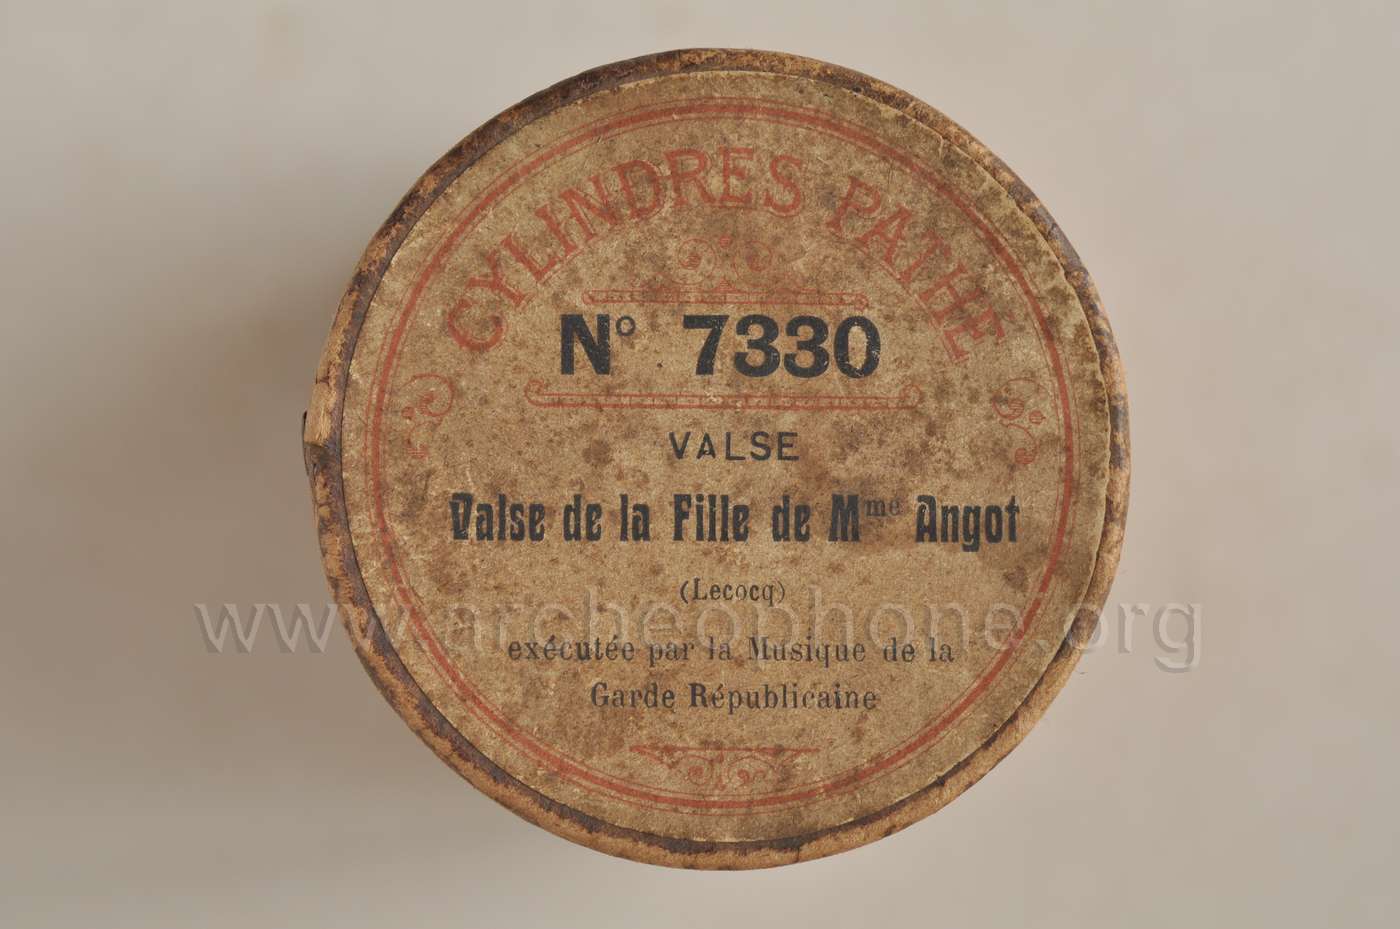 CYLINDRES PATHE
Nº 7330
VALSE
Valse de la Fille de Mme Angot
(Lecocq)
www.archeophone.org
exécutée par la Musique de la
Garde Républicaine